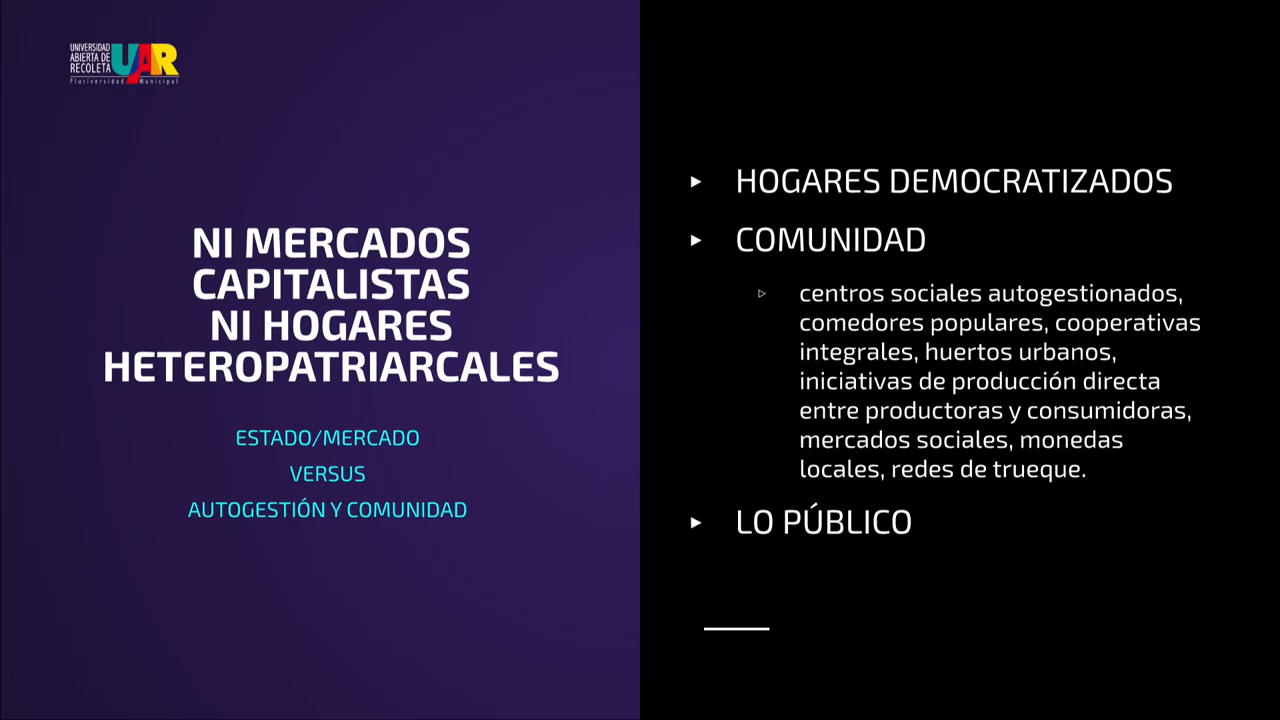 UNIVERSIDAD
ABIERTA DE
RECOLETA
UAR
Pluriversidad Municipal
NI MERCADOS
CAPITALISTAS
NI HOGARES
HETEROPATRIARCALES
ESTADO/MERCADO
VERSUS
AUTOGESTIÓN Y COMUNIDAD
HOGARES DEMOCRATIZADOS
COMUNIDAD
centros sociales autogestionados,
comedores populares, cooperativas
integrales, huertos urbanos,
iniciativas de producción directa
entre productoras y consumidoras,
mercados sociales, monedas
locales, redes de trueque.
LO PÚBLICO